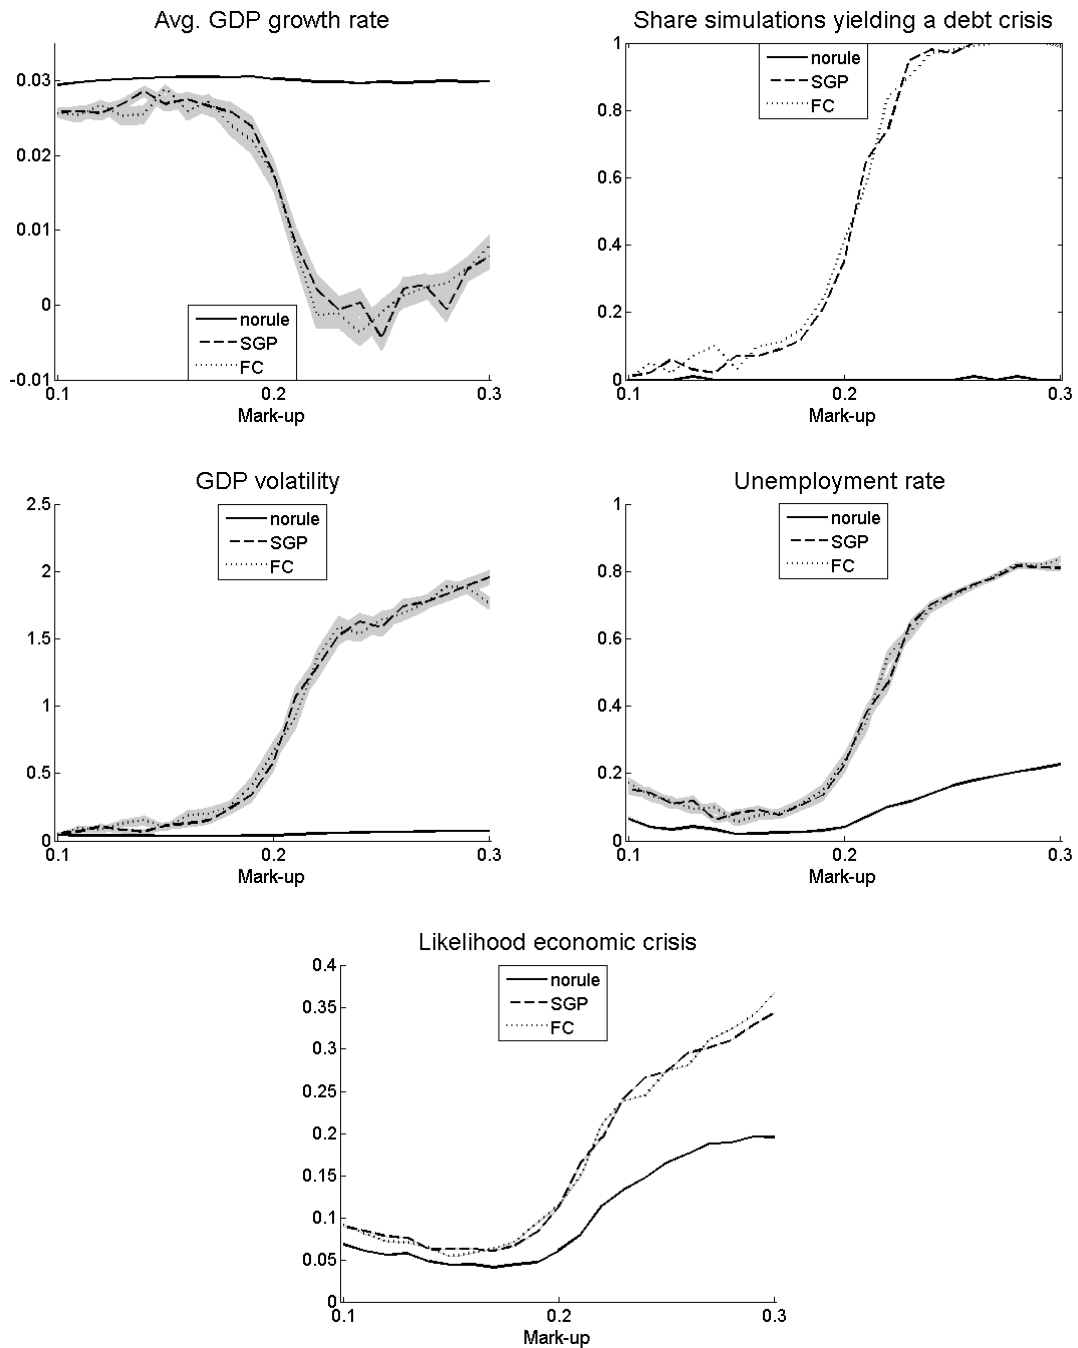 Avg. GDP growth rate
0.03
0.02
0.01
0
-0.01
norule
SGP
FC
0.1
0.2
0.3
Mark-up
Share simulations yielding a debt crisis
1
0.8
0.6
0.4
0.2
0
norule
SGP
FC
0.1
0.2
0.3
Mark-up
GDP volatility
2.5
2
1.5
1
0.5
0
norule
SGP
FC
0.1
0.2
0.3
Mark-up
Unemployment rate
1
0.8
0.6
0.4
0.2
0
norule
SGP
FC
0.1
0.2
0.3
Mark-up
Likelihood economic crisis
0.4
0.35
0.3
0.25
0.2
0.15
0.1
0.05
0
norule
SGP
FC
0.1
0.2
0.3
Mark-up